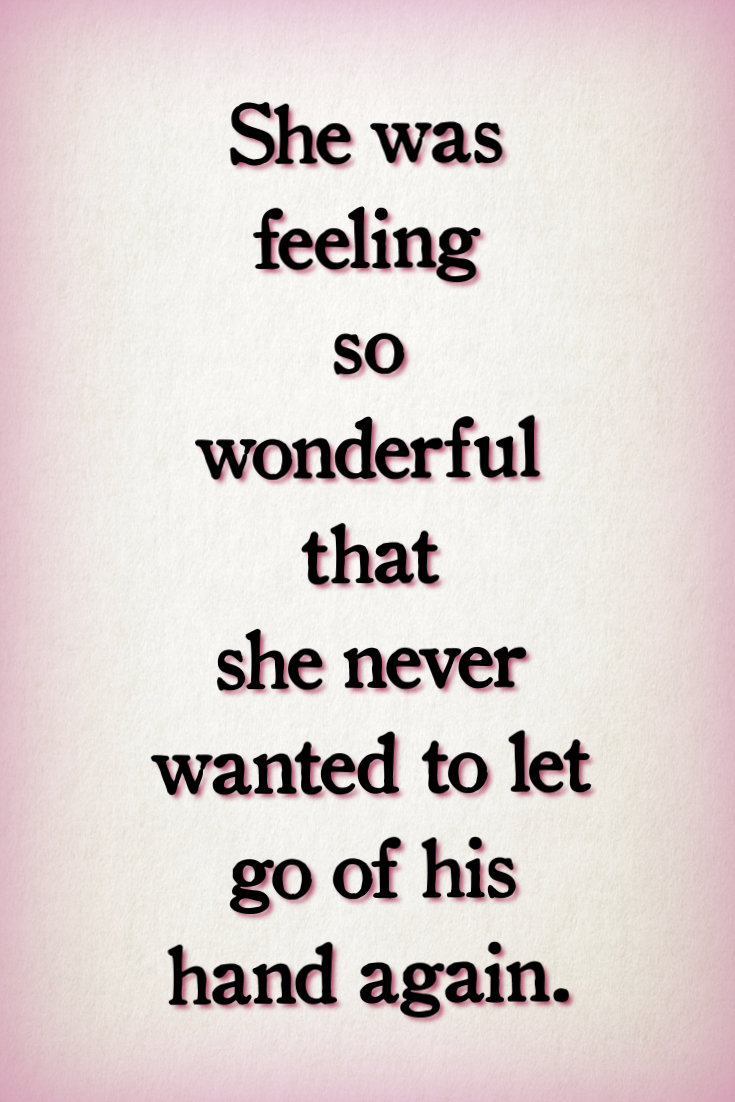 She was
feeling
so
wonderful
that
she never
wanted to let
go of his
hand again.